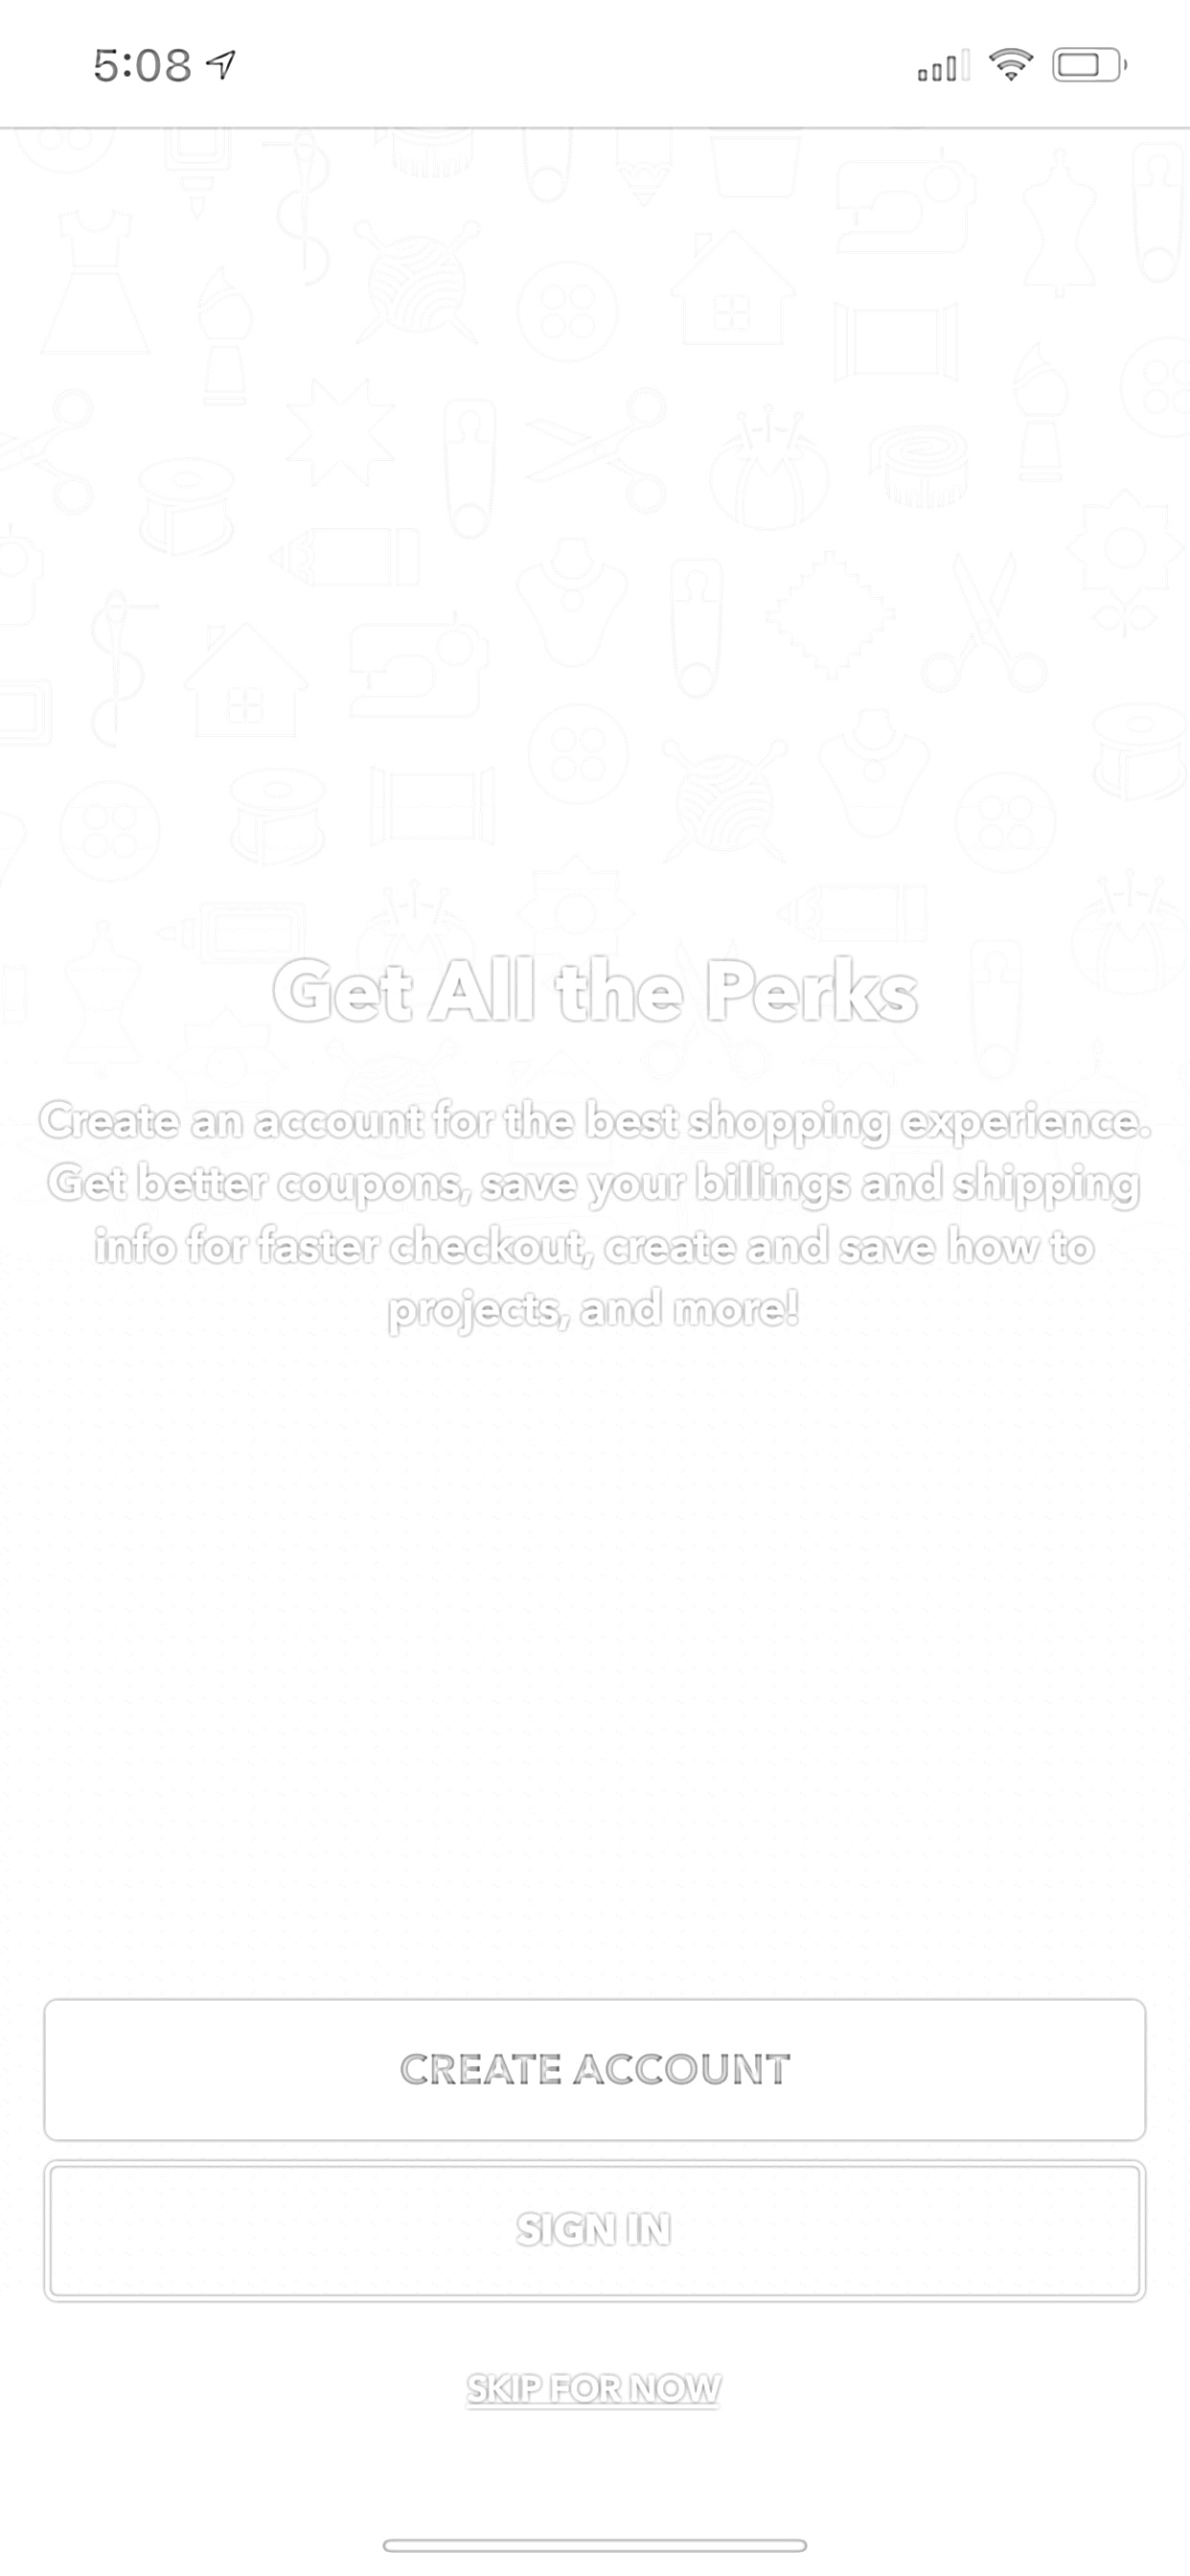 5:08
Get All the Perks
Create an account for the best shopping experience.
Get better coupons, save your billings and shipping
info for faster checkout, create and save how to
projects, and more!
CREATE ACCOUNT
SIGN IN
SKIP FOR NOW